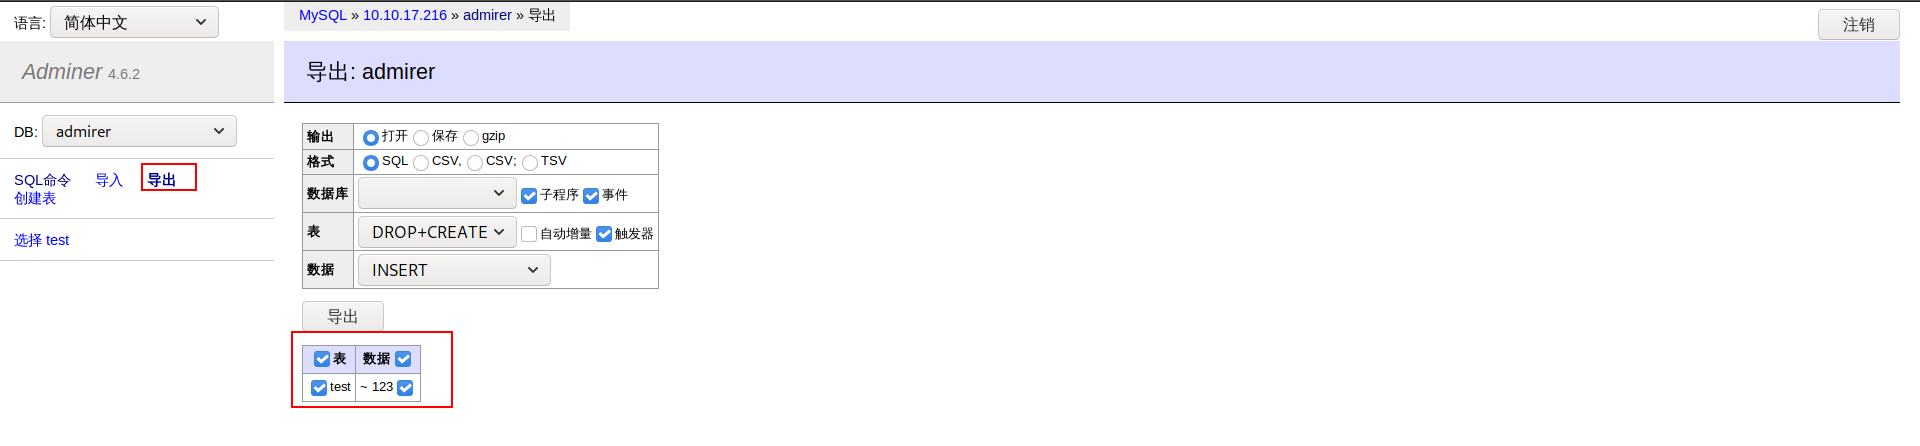 语言: 简体中文
MySQL » 10.10.17.216 » admirer » 导出
注销
Adminer 4.6.2
导出: admirer
DB: admirer
SQL命令 导入 导出
创建表
选择 test
输出 打开 保存 gzip
格式 SQL CSV, CSV; TSV
数据库 子程序 事件
表 DROP+CREATE 自动增量 触发器
数据 INSERT
导出
表 数据
test ~ 123